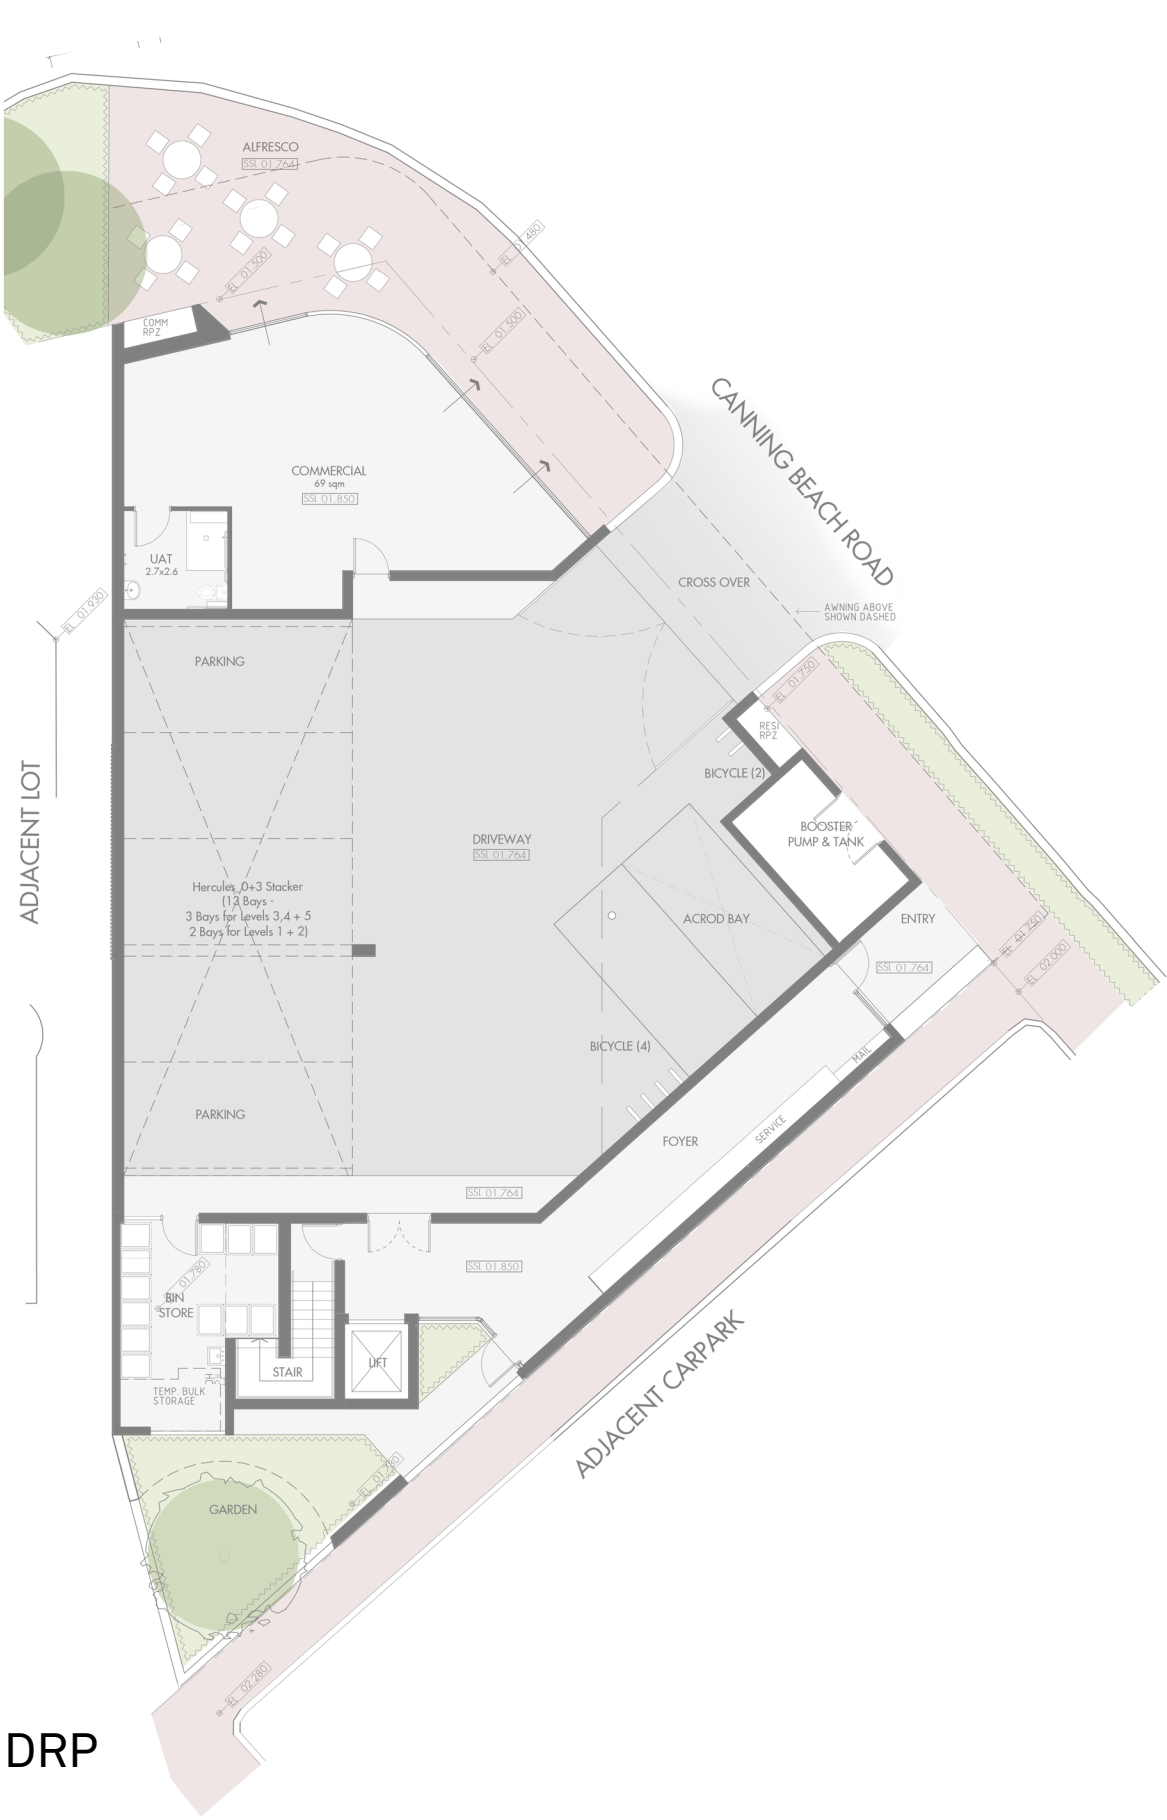 ALFRESCO
SSL 01.764
EL 01.480
EL 01.500
EL 01.500
COMM
RPZ
CANNING BEACH ROAD
COMMERCIAL
69 sqm
SSL 01.850
UAT
2.7x2.6
CROSS OVER
AWNING ABOVE
SHOWN DASHED
EL 01.930
PARKING
EL 01.750
RESI
RPZ
BICYCLE (2)
ADJACENT LOT
DRIVEWAY
SSL 01.764
BOOSTER
PUMP & TANK
Hercules 0+3 Stacker
(13 Bays -
3 Bays for Levels 3,4 + 5
2 Bays for Levels 1 + 2)
ACROD BAY
ENTRY
SSL 01.764
EL 01.750
EL 02.000
BICYCLE (4)
MAIL
PARKING
SERVICE
FOYER
SSL 01.764
SSL 01.850
01.780
BIN
STORE
STAIR
LIFT
TEMP. BULK
STORAGE
ADJACENT CARPARK
GARDEN
EL 02.280
DRP